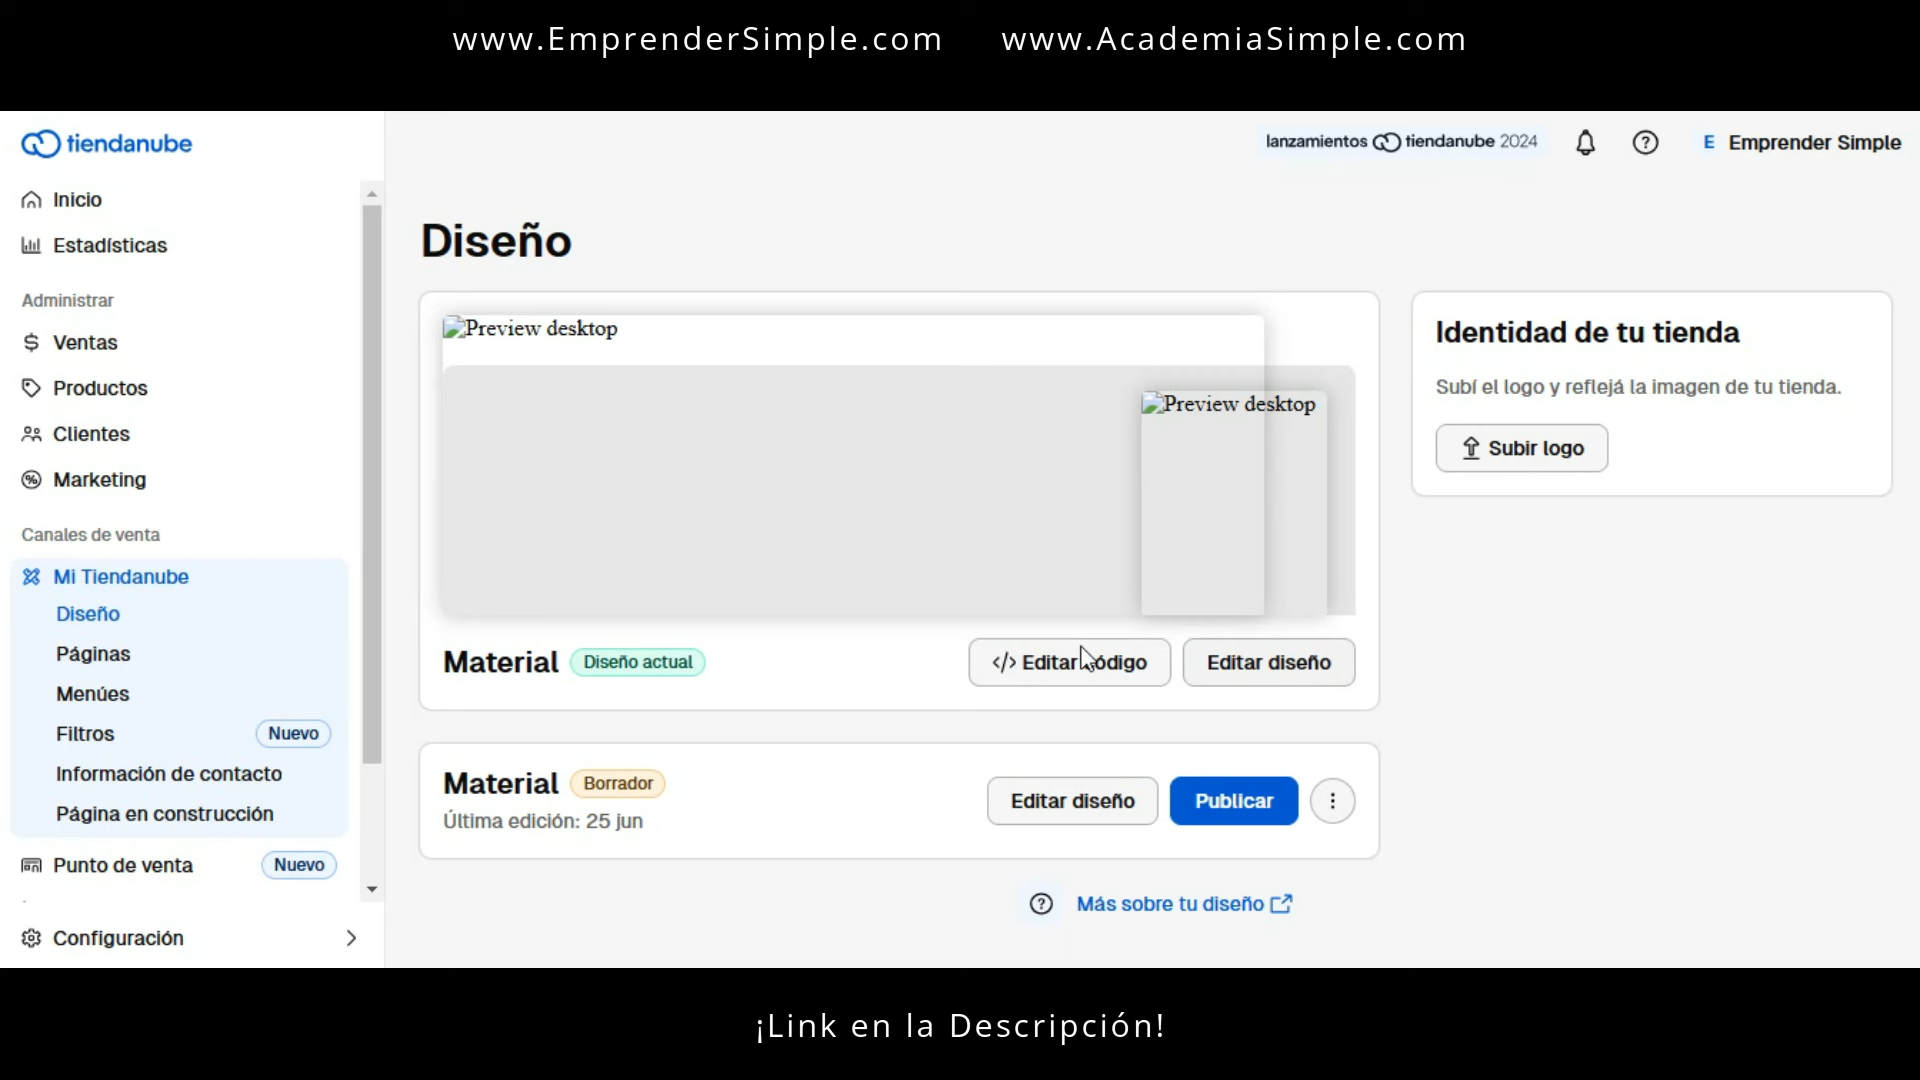 www.EmprenderSimple.com www.AcademiaSimple.com
tiendanube
lanzamientos tiendanube 2024
E Emprender Simple
Inicio
Estadísticas
Administrar
Ventas
Productos
Clientes
Marketing
Canales de venta
Mi Tiendanube
Diseño
Páginas
Menúes
Filtros Nuevo
Información de contacto
Página en construcción
Punto de venta Nuevo
Configuración
Diseño
Preview desktop
Preview desktop
Material Diseño actual
</> Editar código
Editar diseño
Material Borrador
Última edición: 25 jun
Editar diseño
Publicar
Más sobre tu diseño
Identidad de tu tienda
Subí el logo y reflejá la imagen de tu tienda.
Subir logo
¡Link en la Descripción!